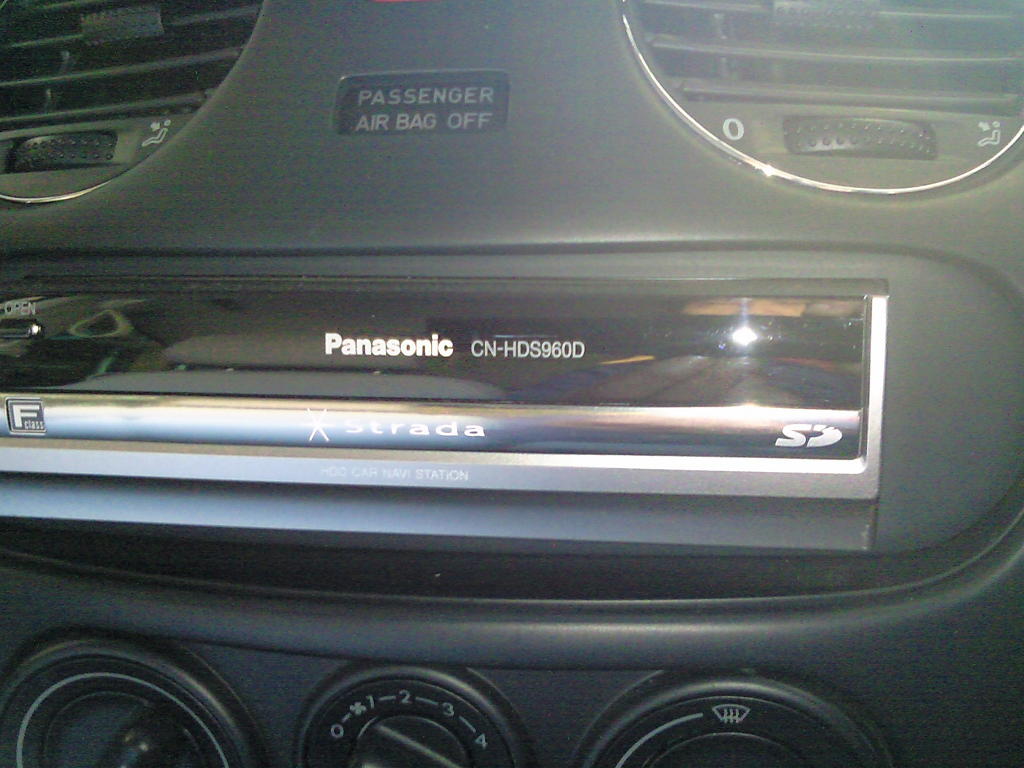 PASSENGER
AIR BAG OFF
0
OPEN
Panasonic CN-HDS960D
F class
Strada
SD
HDD CAR NAVI STATION
0 1 2 3 4